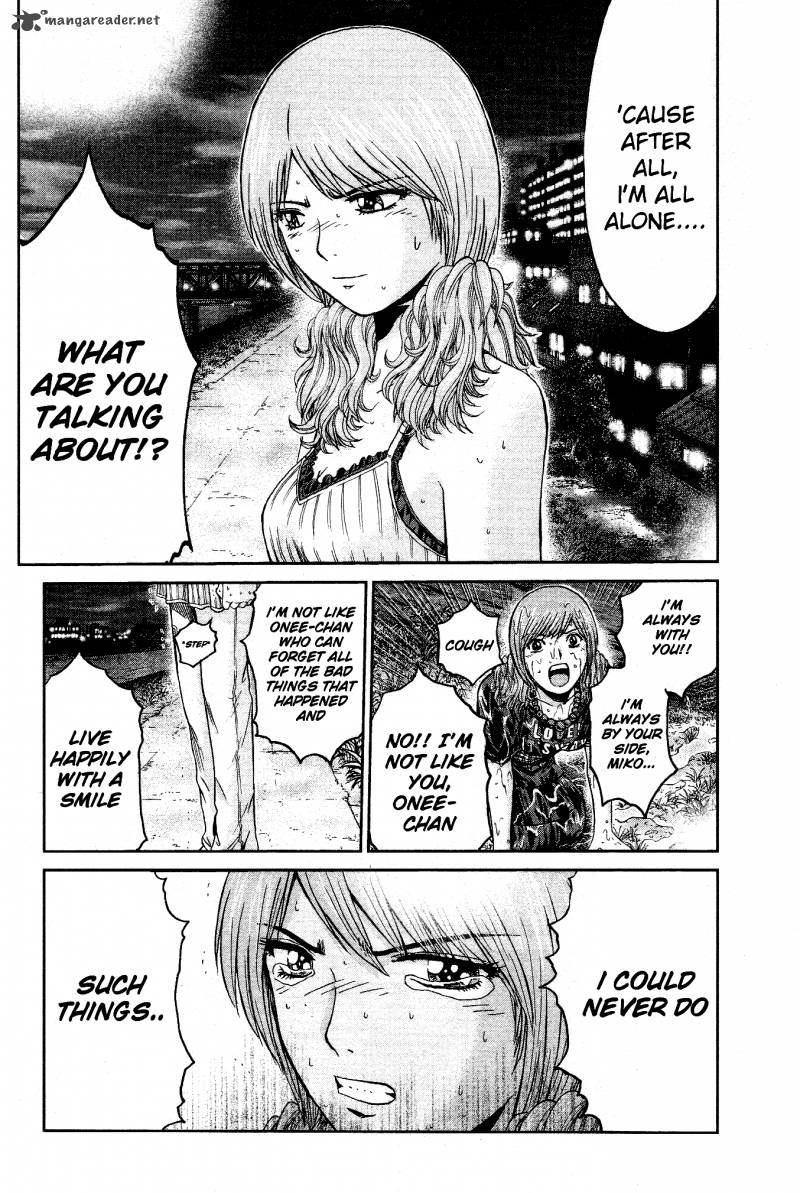 mangareader.net
'CAUSE
AFTER
ALL,
I'M ALL
ALONE....
WHAT
ARE YOU
TALKING
ABOUT!?
I'M
ALWAYS
WITH
YOU!!
I'M
ALWAYS
BY YOUR
SIDE,
MIKO...
COUGH
NO!! I'M
NOT LIKE
YOU,
ONEE-
CHAN
LOVE
I'M NOT LIKE
ONEE-CHAN
WHO CAN
FORGET ALL
OF THE BAD
THINGS THAT
HAPPENED
AND
*STEP*
LIVE
HAPPILY
WITH A
SMILE
I COULD
NEVER DO
SUCH
THINGS..